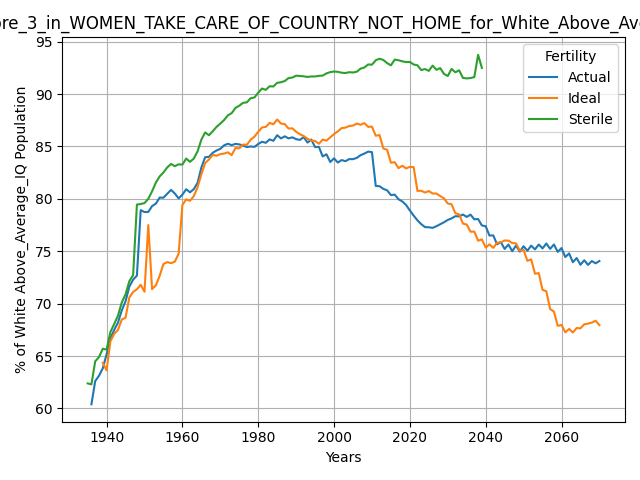 ore_3_in_WOMEN_TAKE_CARE_OF_COUNTRY_NOT_HOME_for_White_Above_Ave
95
90
85
80
75
70
65
60
% of White Above_Average_IQ Population
1940
1960
1980
2000
2020
2040
2060
Years
Fertility
Actual
Ideal
Sterile